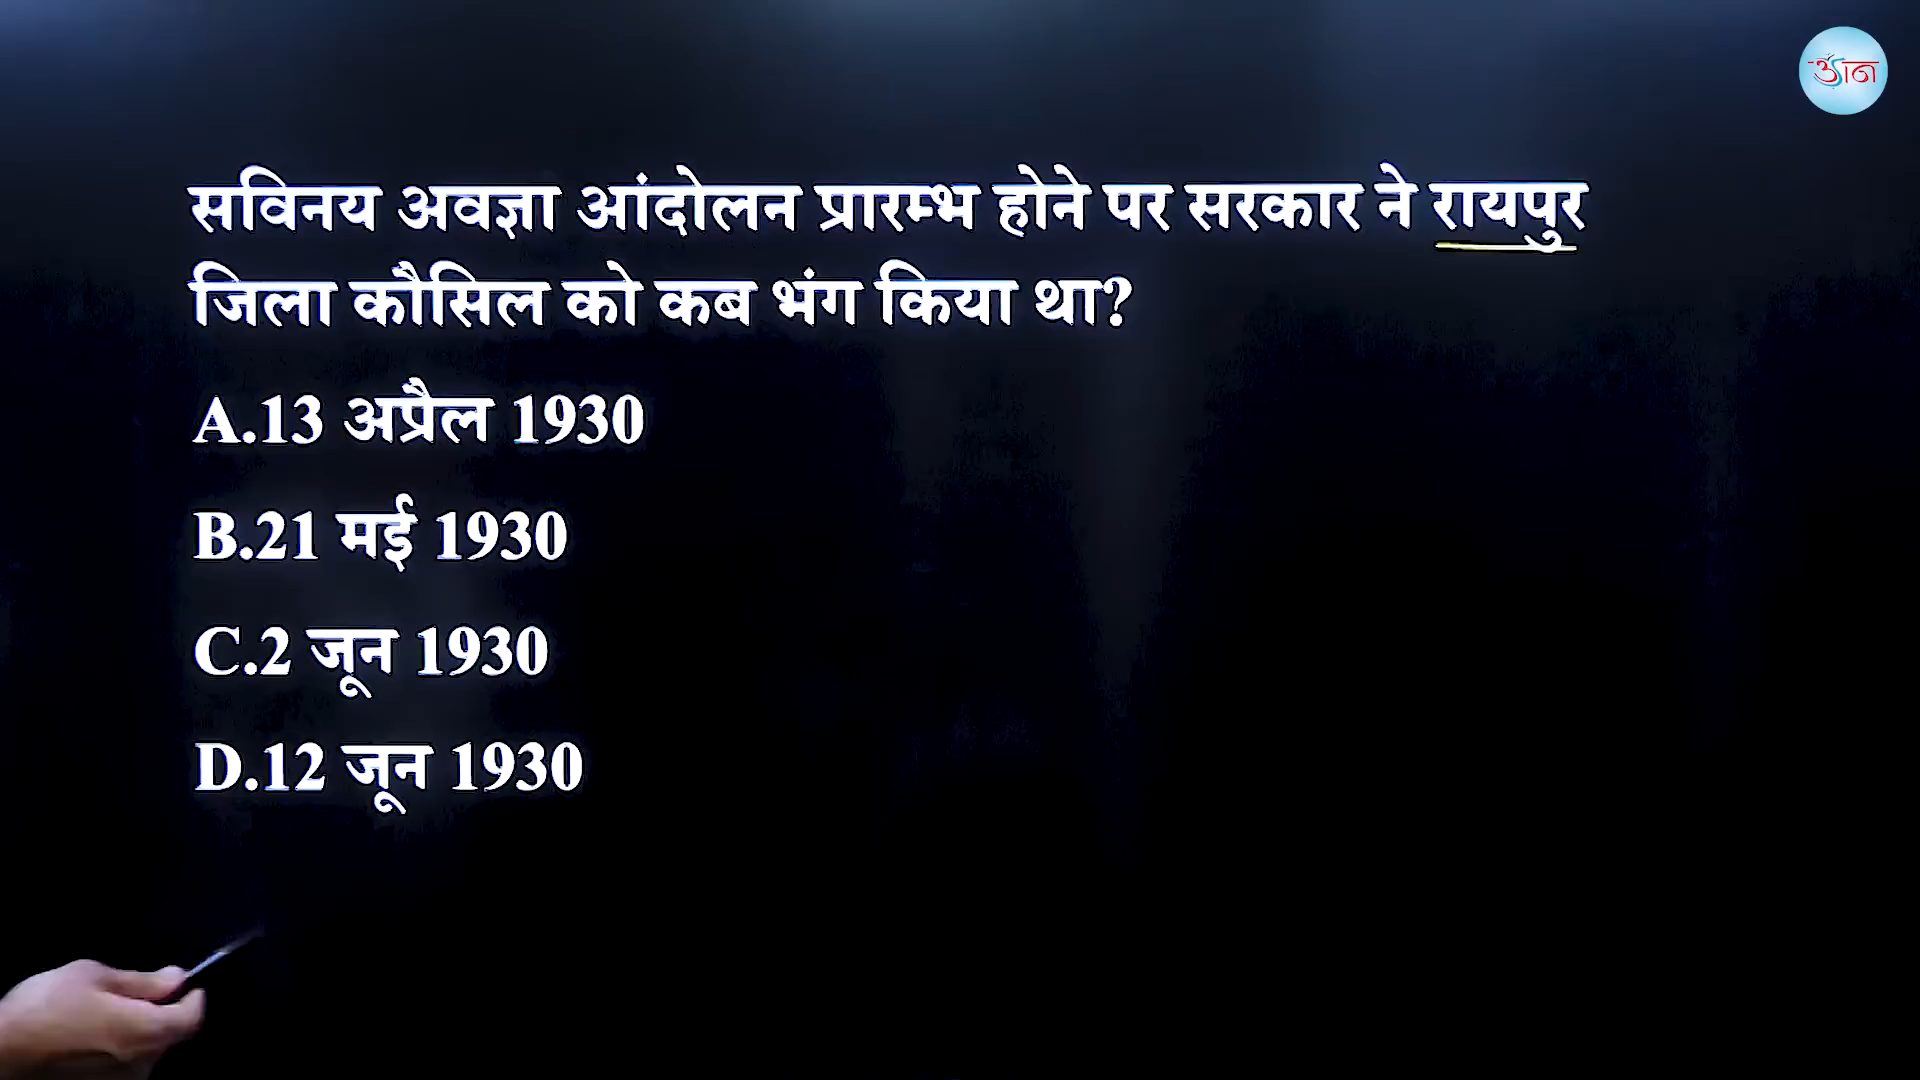 ज्ञान
सविनय अवज्ञा आंदोलन प्रारम्भ होने पर सरकार ने रायपुर
जिला कौसिल को कब भंग किया था?
A.13 अप्रैल 1930
B.21 मई 1930
C.2 जून 1930
D.12 जून 1930